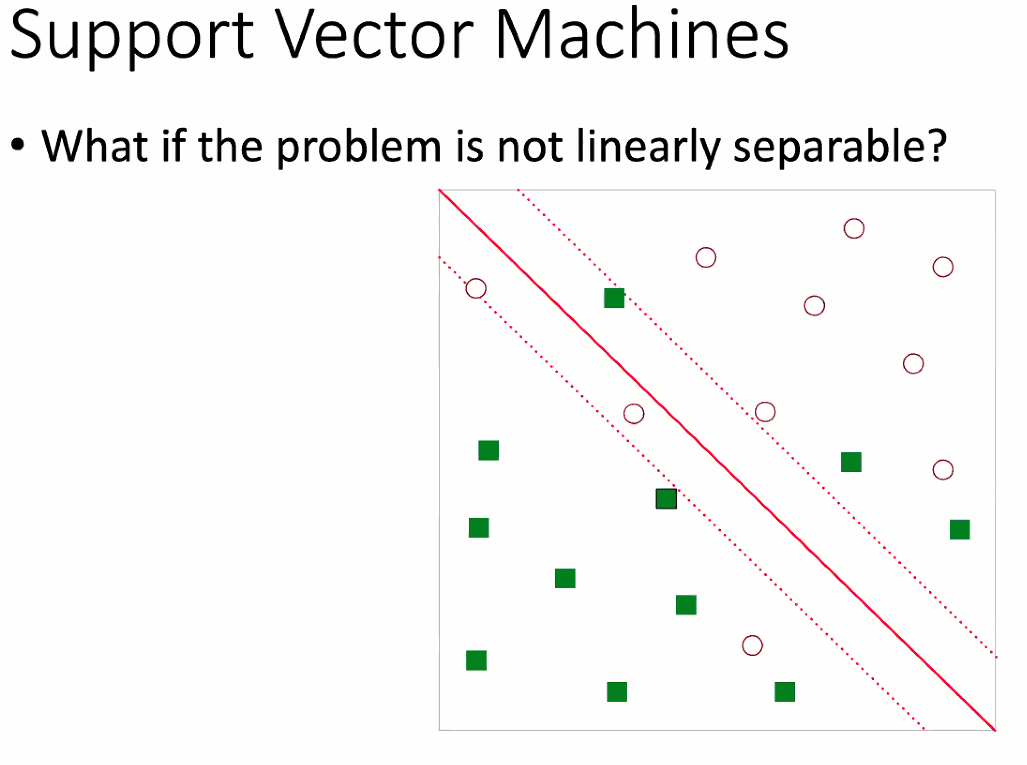 Support Vector Machines
• What if the problem is not linearly separable?